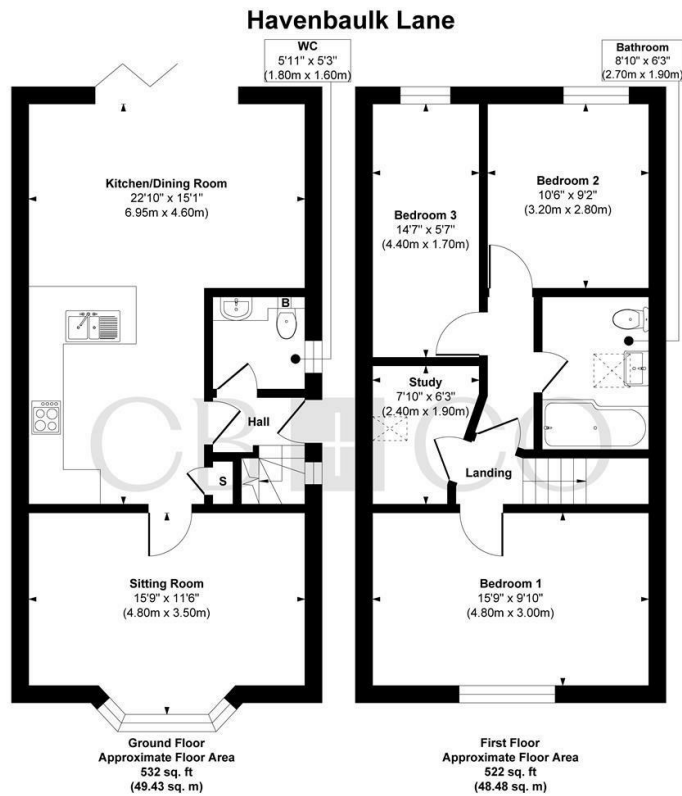 Havenbaulk Lane
WC
5'11" x 5'3"
(1.80m x 1.60m)
Bathroom
8'10" x 6'3"
(2.70m x 1.90m)
Kitchen/Dining Room
22'10" x 15'1"
6.95m x 4.60m)
Bedroom 3
14'7" x 5'7"
(4.40m x 1.70m)
Bedroom 2
10'6" x 9'2"
(3.20m x 2.80m)
B
Study
7'10" x 6'3"
(2.40m x 1.90m)
Hall
CB CO
S
Landing
Sitting Room
15'9" x 11'6"
(4.80m x 3.50m)
Bedroom 1
15'9" x 9'10"
(4.80m x 3.00m)
Ground Floor
Approximate Floor Area
532 sq. ft
(49.43 sq. m)
First Floor
Approximate Floor Area
522 sq. ft
(48.48 sq. m)